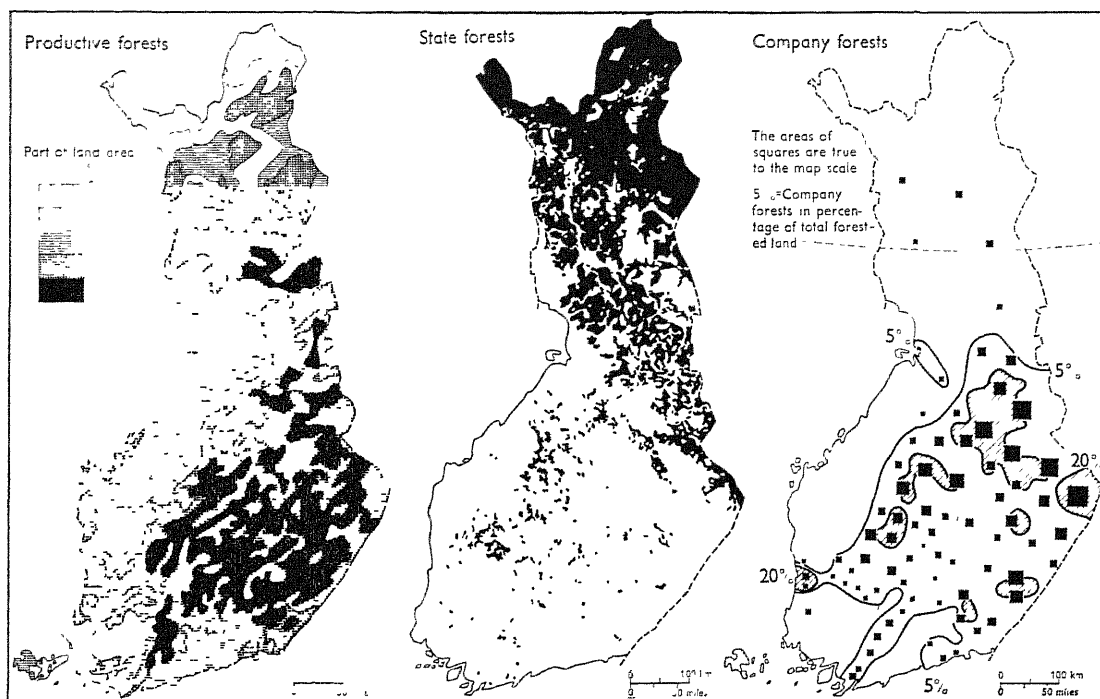 Productive forests
Part of land area
State forests
Company forests
The areas of
squares are true
to the map scale
5 %=Company
forests in percen-
tage of total forest-
ed land
5%
5%
20%
20%
5%
100 km
50 miles